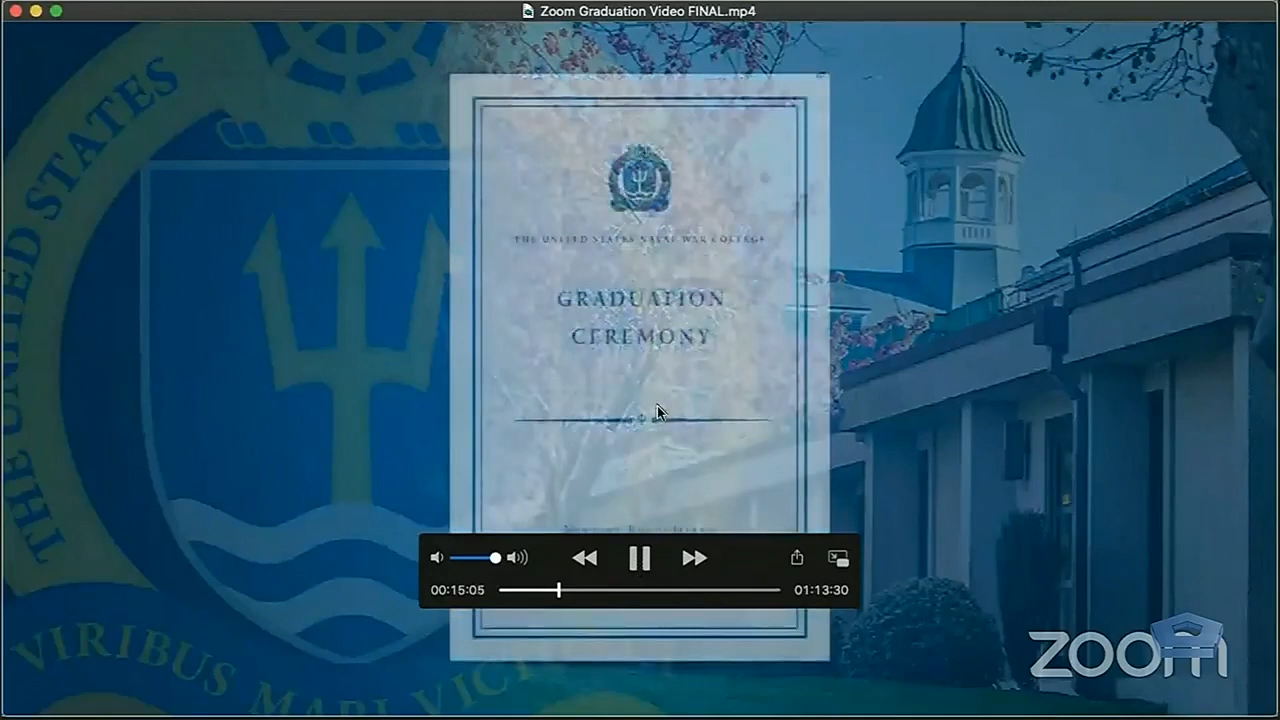 Zoom Graduation Video FINAL.mp4
THE UNITED STATES
THE UNITED STATES NAVAL WAR COLLEGE
GRADUATION
CEREMONY
00:15:05
01:13:30
VIRIBUS MARI VIC
zoom